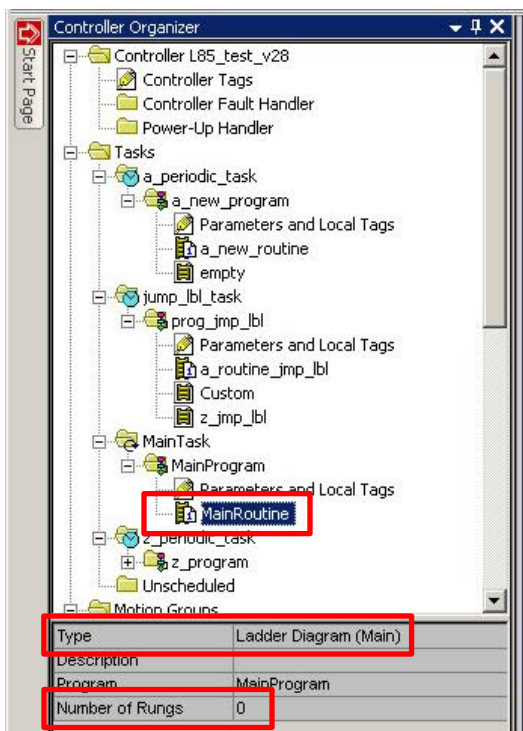 Start Page
Controller Organizer
Controller L85_test_v28
Controller Tags
Controller Fault Handler
Power-Up Handler
Tasks
a_periodic_task
a_new_program
Parameters and Local Tags
a_new_routine
empty
jump_lbl_task
prog_jmp_lbl
Parameters and Local Tags
a_routine_jmp_lbl
Custom
z_jmp_lbl
MainTask
MainProgram
Parameters and Local Tags
MainRoutine
z_periodic_task
z_program
Unscheduled
Motion Groups
Type Ladder Diagram (Main)
Description
Program MainProgram
Number of Rungs 0